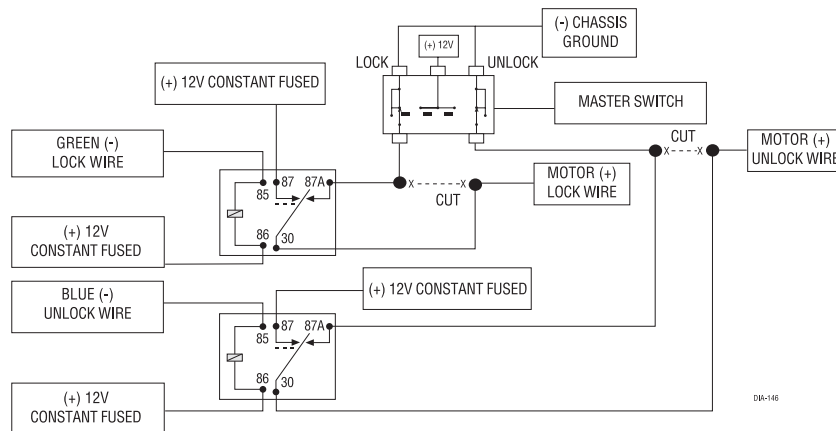 (-) CHASSIS
GROUND
(+) 12V
LOCK
UNLOCK
(+) 12V CONSTANT FUSED
MASTER SWITCH
GREEN (-)
LOCK WIRE
CUT
MOTOR (+)
UNLOCK WIRE
x
x
87
87A
85
x
x
MOTOR (+)
LOCK WIRE
CUT
86
30
(+) 12V
CONSTANT FUSED
BLUE (-)
UNLOCK WIRE
(+) 12V CONSTANT FUSED
87
87A
85
86
30
(+) 12V
CONSTANT FUSED
DIA-146